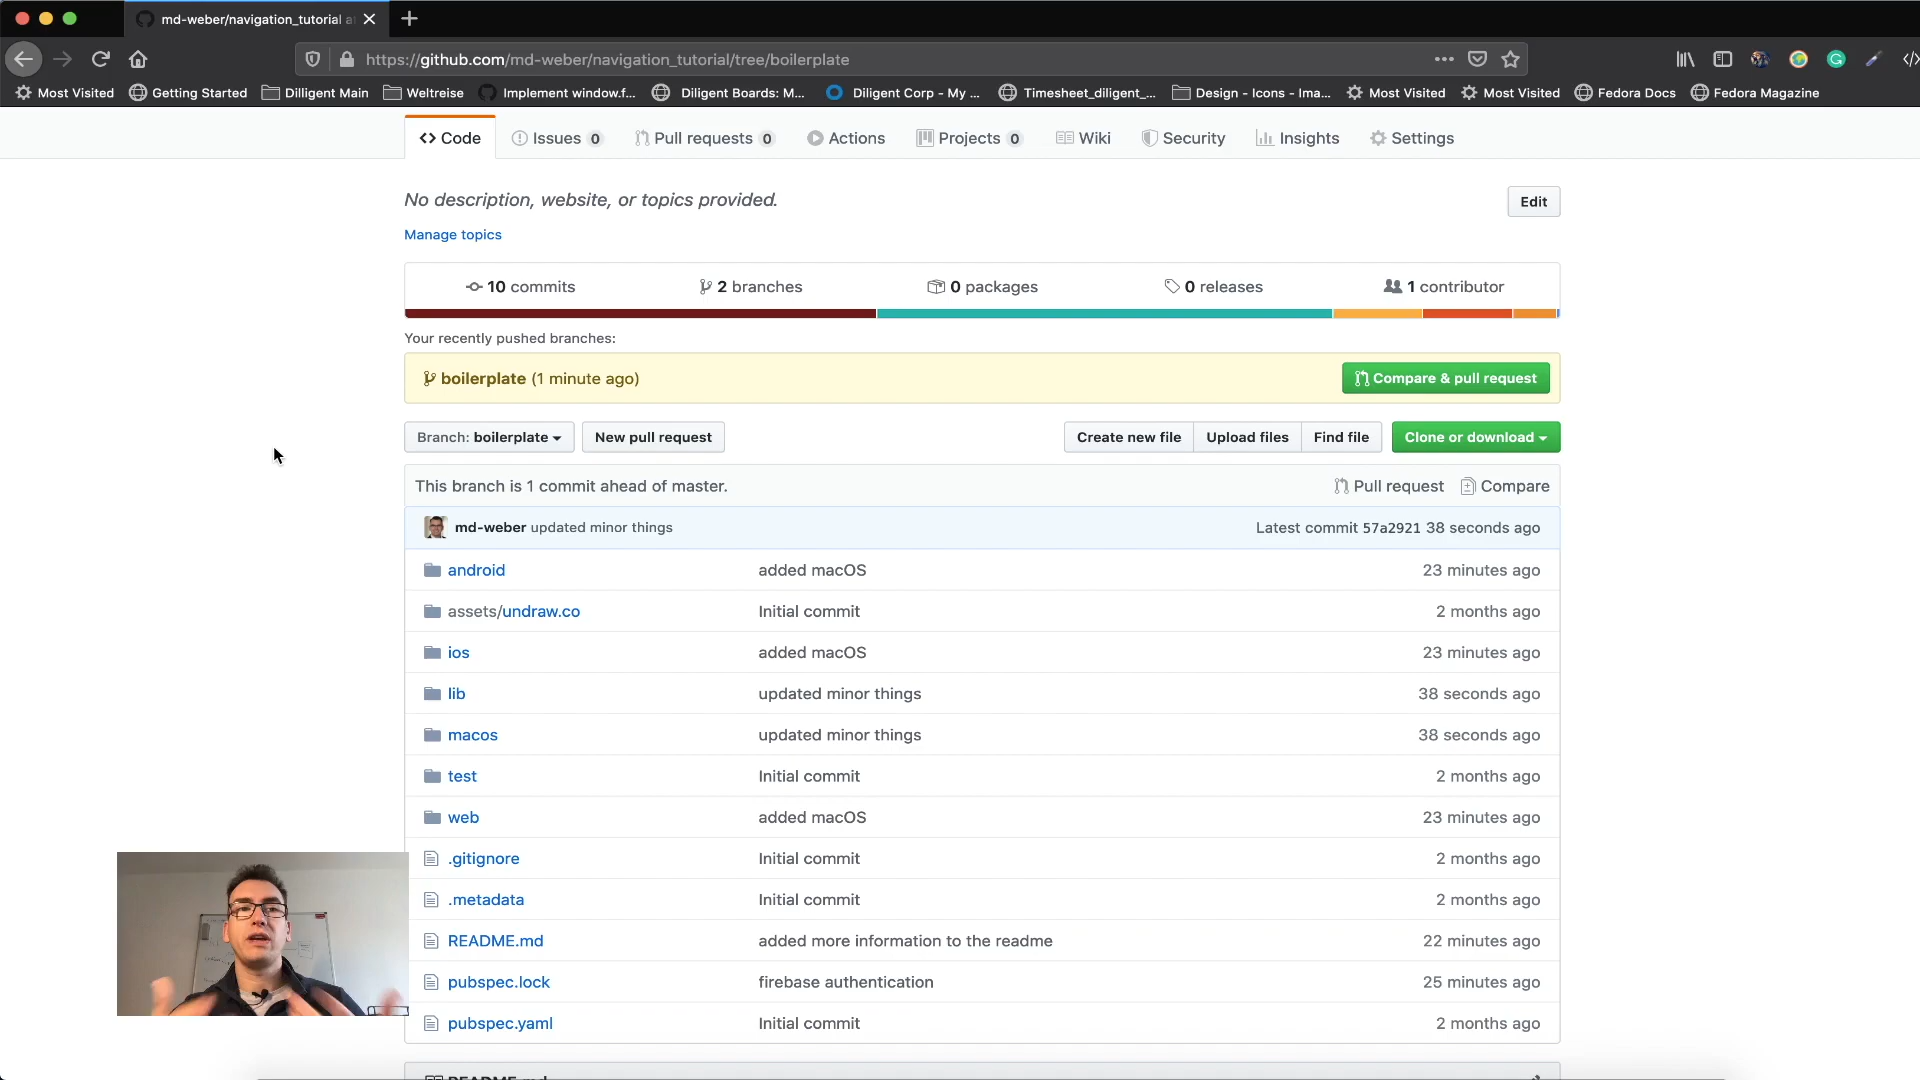 md-weber/navigation_tutorial a
https://github.com/md-weber/navigation_tutorial/tree/boilerplate
Most Visited Getting Started Dilligent Main Weltreise Implement window.f... Diligent Boards: M... Diligent Corp - My ... Timesheet_diligent_... Design - Icons - Ima... Most Visited Most Visited Fedora Docs Fedora Magazine
Code Issues 0 Pull requests 0 Actions Projects 0 Wiki Security Insights Settings
No description, website, or topics provided.
Edit
Manage topics
10 commits 2 branches 0 packages 0 releases 1 contributor
Your recently pushed branches:
boilerplate (1 minute ago) Compare & pull request
Branch: boilerplate New pull request Create new file Upload files Find file Clone or download
This branch is 1 commit ahead of master. Pull request Compare
md-weber updated minor things Latest commit 57a2921 38 seconds ago
android added macOS 23 minutes ago
assets/undraw.co Initial commit 2 months ago
ios added macOS 23 minutes ago
lib updated minor things 38 seconds ago
macos updated minor things 38 seconds ago
test Initial commit 2 months ago
web added macOS 23 minutes ago
.gitignore Initial commit 2 months ago
.metadata Initial commit 2 months ago
README.md added more information to the readme 22 minutes ago
pubspec.lock firebase authentication 25 minutes ago
pubspec.yaml Initial commit 2 months ago
README.md